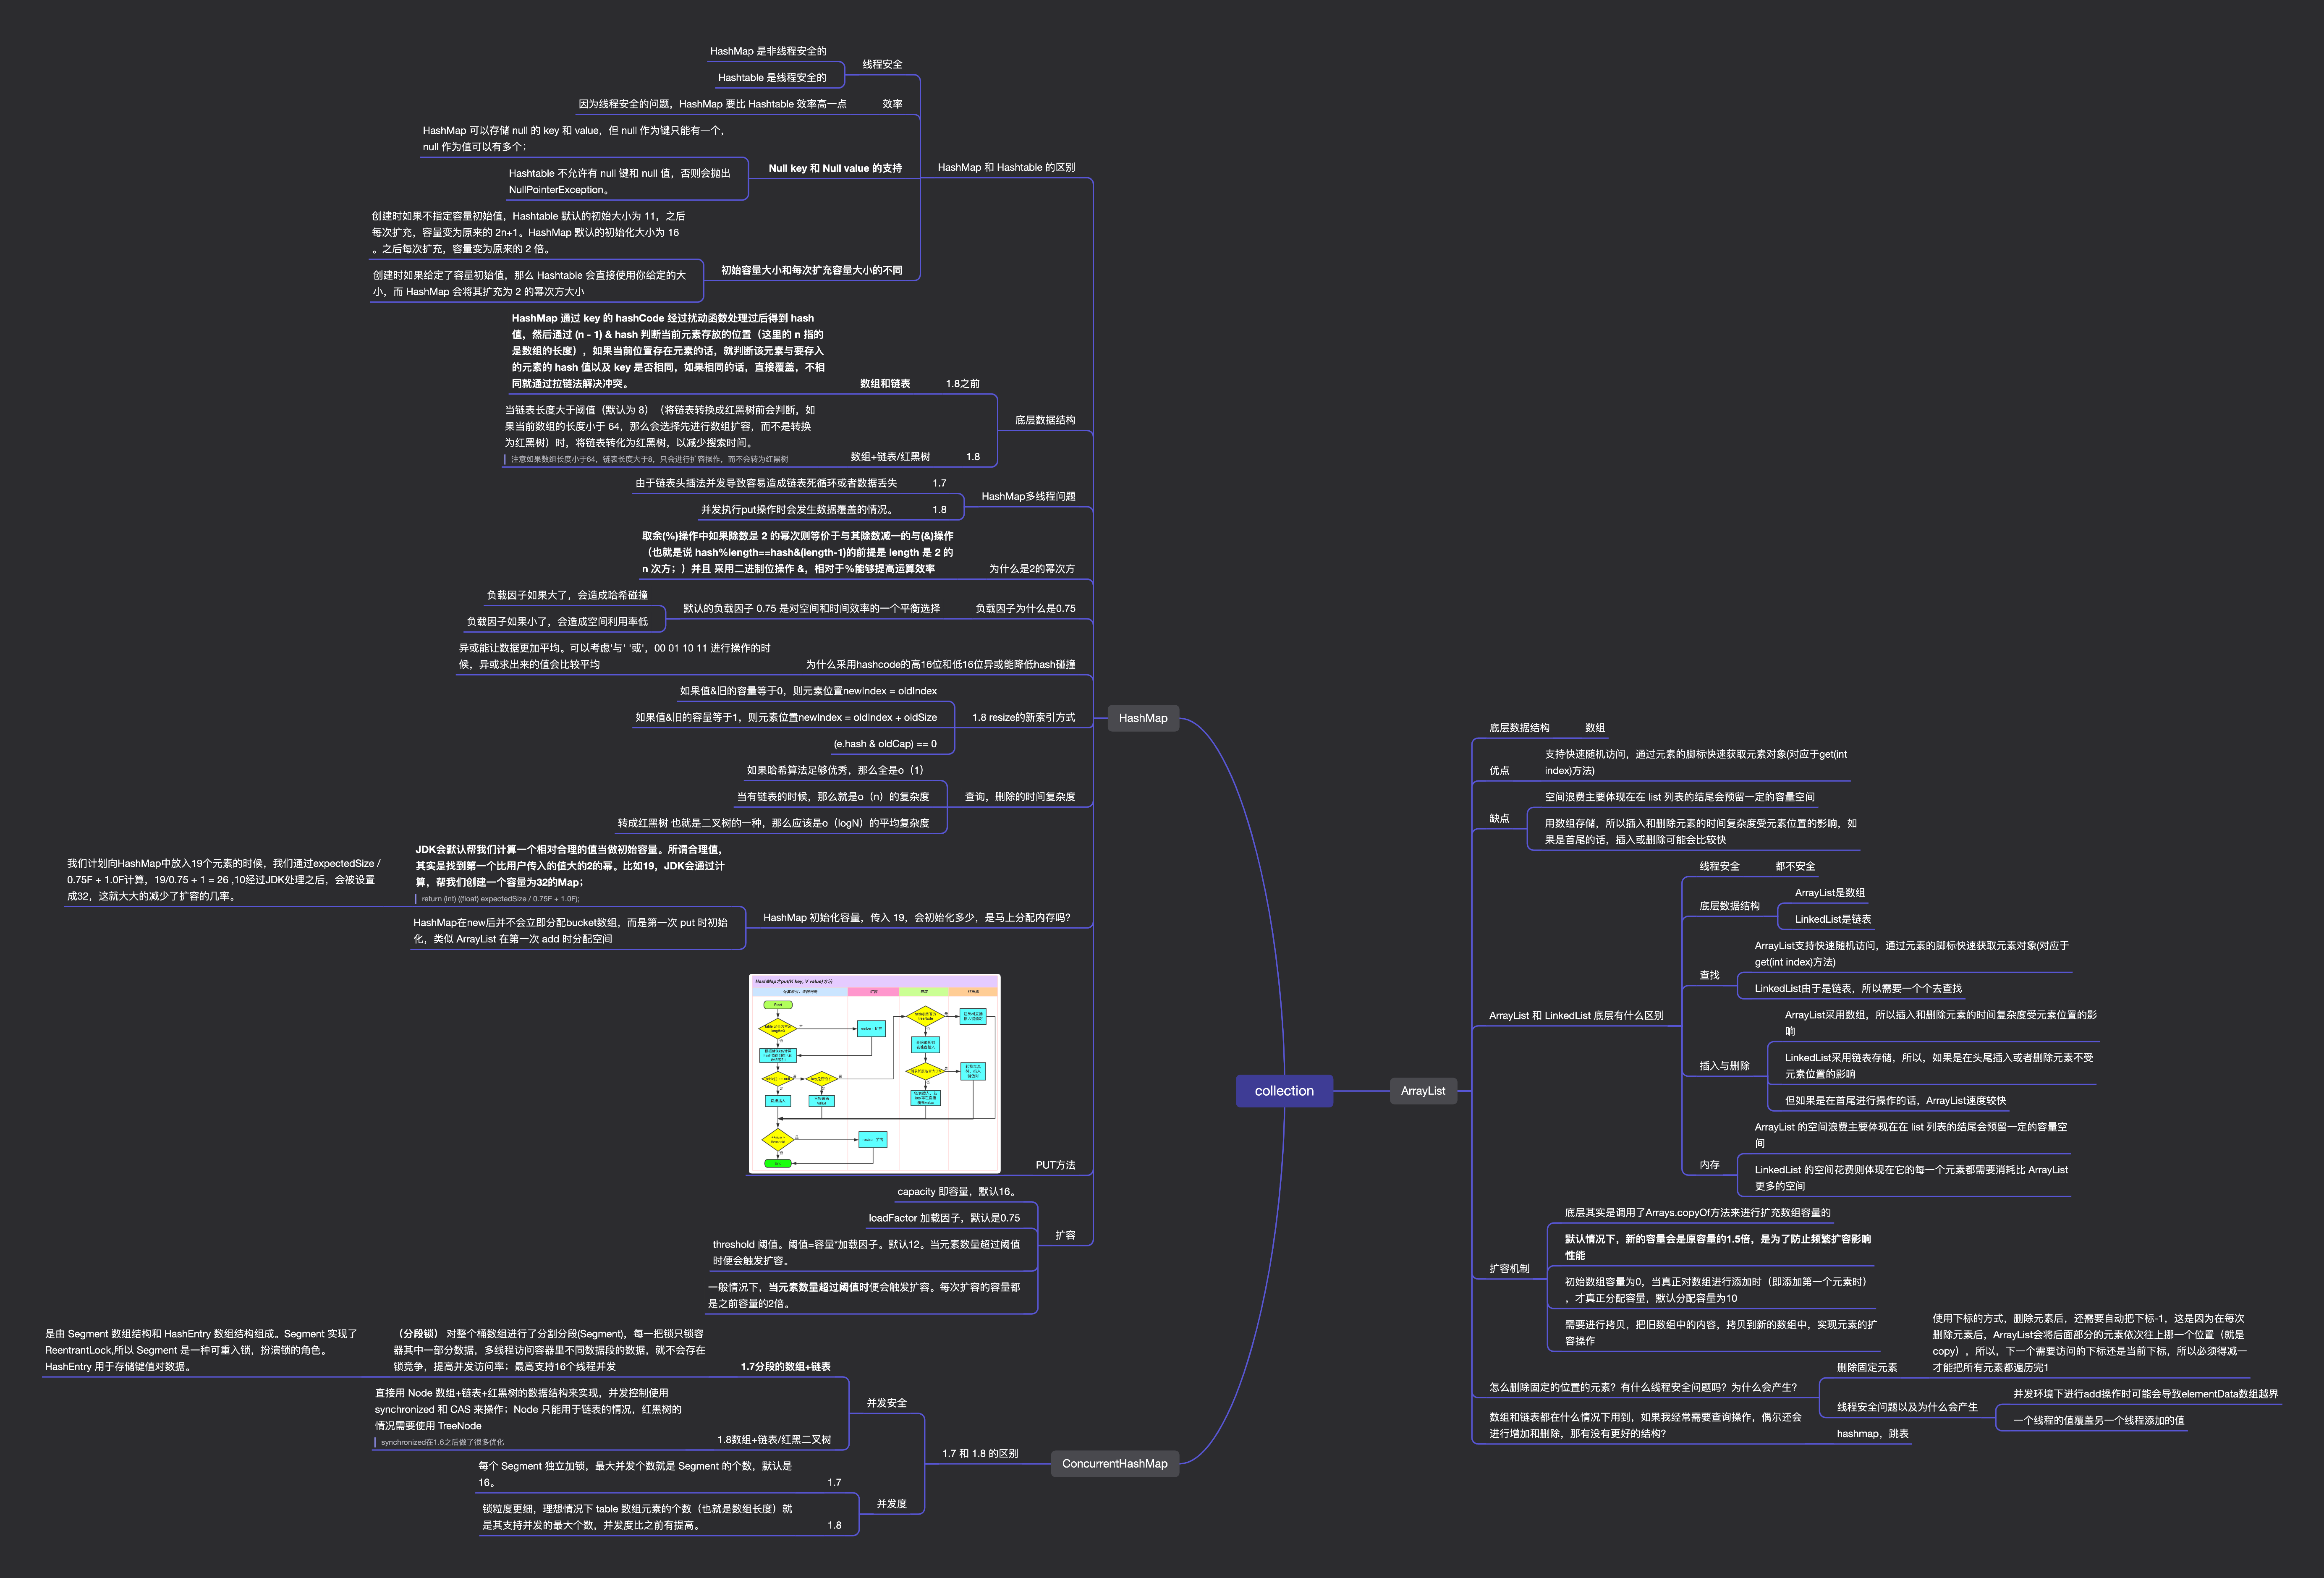 HashMap 是非线程安全的
Hashtable 是线程安全的
线程安全
因为线程安全的问题，HashMap 要比 Hashtable 效率高一点
效率
HashMap 可以存储 null 的 key 和 value，但 null 作为键只能有一个，
null 作为值可以有多个；
Hashtable 不允许有 null 键和 null 值，否则会抛出
NullPointerException。
Null key 和 Null value 的支持
HashMap 和 Hashtable 的区别
创建时如果不指定容量初始值，Hashtable 默认的初始大小为 11，之后
每次扩充，容量变为原来的 2n+1。HashMap 默认的初始化大小为 16
。之后每次扩充，容量变为原来的 2 倍。
创建时如果给定了容量初始值，那么 Hashtable 会直接使用你给定的大
小，而 HashMap 会将其扩充为 2 的幂次方大小
初始容量大小和每次扩充容量大小的不同
HashMap 通过 key 的 hashCode 经过扰动函数处理过后得到 hash
值，然后通过 (n - 1) & hash 判断当前元素存放的位置（这里的 n 指的
是数组的长度），如果当前位置存在元素的话，就判断该元素与要存入
的元素的 hash 值以及 key 是否相同，如果相同的话，直接覆盖，不相
同就通过拉链法解决冲突。
数组和链表
1.8之前
当链表长度大于阈值（默认为 8）（将链表转换成红黑树前会判断，如
果当前数组的长度小于 64，那么会选择先进行数组扩容，而不是转换
为红黑树）时，将链表转化为红黑树，以减少搜索时间。
注意如果数组长度小于64，链表长度大于8，只会进行扩容操作，而不会转为红黑树
数组+链表/红黑树
1.8
底层数据结构
由于链表头插法并发导致容易造成链表死循环或者数据丢失
1.7
并发执行put操作时会发生数据覆盖的情况。
1.8
HashMap多线程问题
取余(%)操作中如果除数是 2 的幂次则等价于与其除数减一的与(&)操作
（也就是说 hash%length==hash&(length-1)的前提是 length 是 2 的
n 次方；）并且 采用二进制位操作 &，相对于%能够提高运算效率
为什么是2的幂次方
负载因子如果大了，会造成哈希碰撞
负载因子如果小了，会造成空间利用率低
默认的负载因子 0.75 是对空间和时间效率的一个平衡选择
负载因子为什么是0.75
异或能让数据更加平均。可以考虑'与' '或'，00 01 10 11 进行操作的时
候，异或求出来的值会比较平均
为什么采用hashcode的高16位和低16位异或能降低hash碰撞
如果值&旧的容量等于0，则元素位置newIndex = oldIndex
如果值&旧的容量等于1，则元素位置newIndex = oldIndex + oldSize
(e.hash & oldCap) == 0
1.8 resize的新索引方式
如果哈希算法足够优秀，那么全是o（1）
当有链表的时候，那么就是o（n）的复杂度
转成红黑树 也就是二叉树的一种，那么应该是o（logN）的平均复杂度
查询，删除的时间复杂度
我们计划向HashMap中放入19个元素的时候，我们通过expectedSize /
0.75F + 1.0F计算，19/0.75 + 1 = 26 ,10经过JDK处理之后，会被设置
成32，这就大大的减少了扩容的几率。
JDK会默认帮我们计算一个相对合理的值当做初始容量。所谓合理值，
其实是找到第一个比用户传入的值大的2的幂。比如19，JDK会通过计
算，帮我们创建一个容量为32的Map；
return (int) ((float) expectedSize / 0.75F + 1.0F);
HashMap在new后并不会立即分配bucket数组，而是第一次 put 时初始
化，类似 ArrayList 在第一次 add 时分配空间
HashMap 初始化容量，传入 19，会初始化多少，是马上分配内存吗?
HashMap之put(K key, V value)方法
扩容
链表
红黑树
Start
resize - 扩容
直接插入
resize - 扩容
End
PUT方法
capacity 即容量，默认16。
loadFactor 加载因子，默认是0.75
threshold 阈值。阈值=容量*加载因子。默认12。当元素数量超过阈值
时便会触发扩容。
一般情况下，当元素数量超过阈值时便会触发扩容。每次扩容的容量都
是之前容量的2倍。
扩容
HashMap
是由 Segment 数组结构和 HashEntry 数组结构组成。Segment 实现了
ReentrantLock,所以 Segment 是一种可重入锁，扮演锁的角色。
HashEntry 用于存储键值对数据。
（分段锁） 对整个桶数组进行了分割分段(Segment)，每一把锁只锁容
器其中一部分数据，多线程访问容器里不同数据段的数据，就不会存在
锁竞争，提高并发访问率；最高支持16个线程并发
1.7分段的数组+链表
直接用 Node 数组+链表+红黑树的数据结构来实现，并发控制使用
synchronized 和 CAS 来操作；Node 只能用于链表的情况，红黑树的
情况需要使用 TreeNode
synchronized在1.6之后做了很多优化
1.8数组+链表/红黑二叉树
并发安全
每个 Segment 独立加锁，最大并发个数就是 Segment 的个数，默认是
16。
1.7
锁粒度更细，理想情况下 table 数组元素的个数（也就是数组长度）就
是其支持并发的最大个数，并发度比之前有提高。
1.8
并发度
1.7 和 1.8 的区别
ConcurrentHashMap
collection
ArrayList
底层数据结构
数组
优点
支持快速随机访问，通过元素的脚标快速获取元素对象(对应于get(int
index)方法)
缺点
空间浪费主要体现在在 list 列表的结尾会预留一定的容量空间
用数组存储，所以插入和删除元素的时间复杂度受元素位置的影响，如
果是首尾的话，插入或删除可能会比较快
ArrayList 和 LinkedList 底层有什么区别
线程安全
都不安全
底层数据结构
ArrayList是数组
LinkedList是链表
查找
ArrayList支持快速随机访问，通过元素的脚标快速获取元素对象(对应于
get(int index)方法)
LinkedList由于是链表，所以需要一个个去查找
插入与删除
ArrayList采用数组，所以插入和删除元素的时间复杂度受元素位置的影
响
LinkedList采用链表存储，所以，如果是在头尾插入或者删除元素不受
元素位置的影响
但如果是在首尾进行操作的话，ArrayList速度较快
内存
ArrayList 的空间浪费主要体现在在 list 列表的结尾会预留一定的容量空
间
LinkedList 的空间花费则体现在它的每一个元素都需要消耗比 ArrayList
更多的空间
扩容机制
底层其实是调用了Arrays.copyOf方法来进行扩充数组容量的
默认情况下，新的容量会是原容量的1.5倍，是为了防止频繁扩容影响
性能
初始数组容量为0，当真正对数组进行添加时（即添加第一个元素时）
，才真正分配容量，默认分配容量为10
需要进行拷贝，把旧数组中的内容，拷贝到新的数组中，实现元素的扩
容操作
怎么删除固定的位置的元素？有什么线程安全问题吗？为什么会产生?
删除固定元素
使用下标的方式，删除元素后，还需要自动把下标-1，这是因为在每次
删除元素后，ArrayList会将后面部分的元素依次往上挪一个位置（就是
copy），所以，下一个需要访问的下标还是当前下标，所以必须得减一
才能把所有元素都遍历完1
线程安全问题以及为什么会产生
并发环境下进行add操作时可能会导致elementData数组越界
一个线程的值覆盖另一个线程添加的值
数组和链表都在什么情况下用到，如果我经常需要查询操作，偶尔还会
进行增加和删除，那有没有更好的结构?
hashmap，跳表